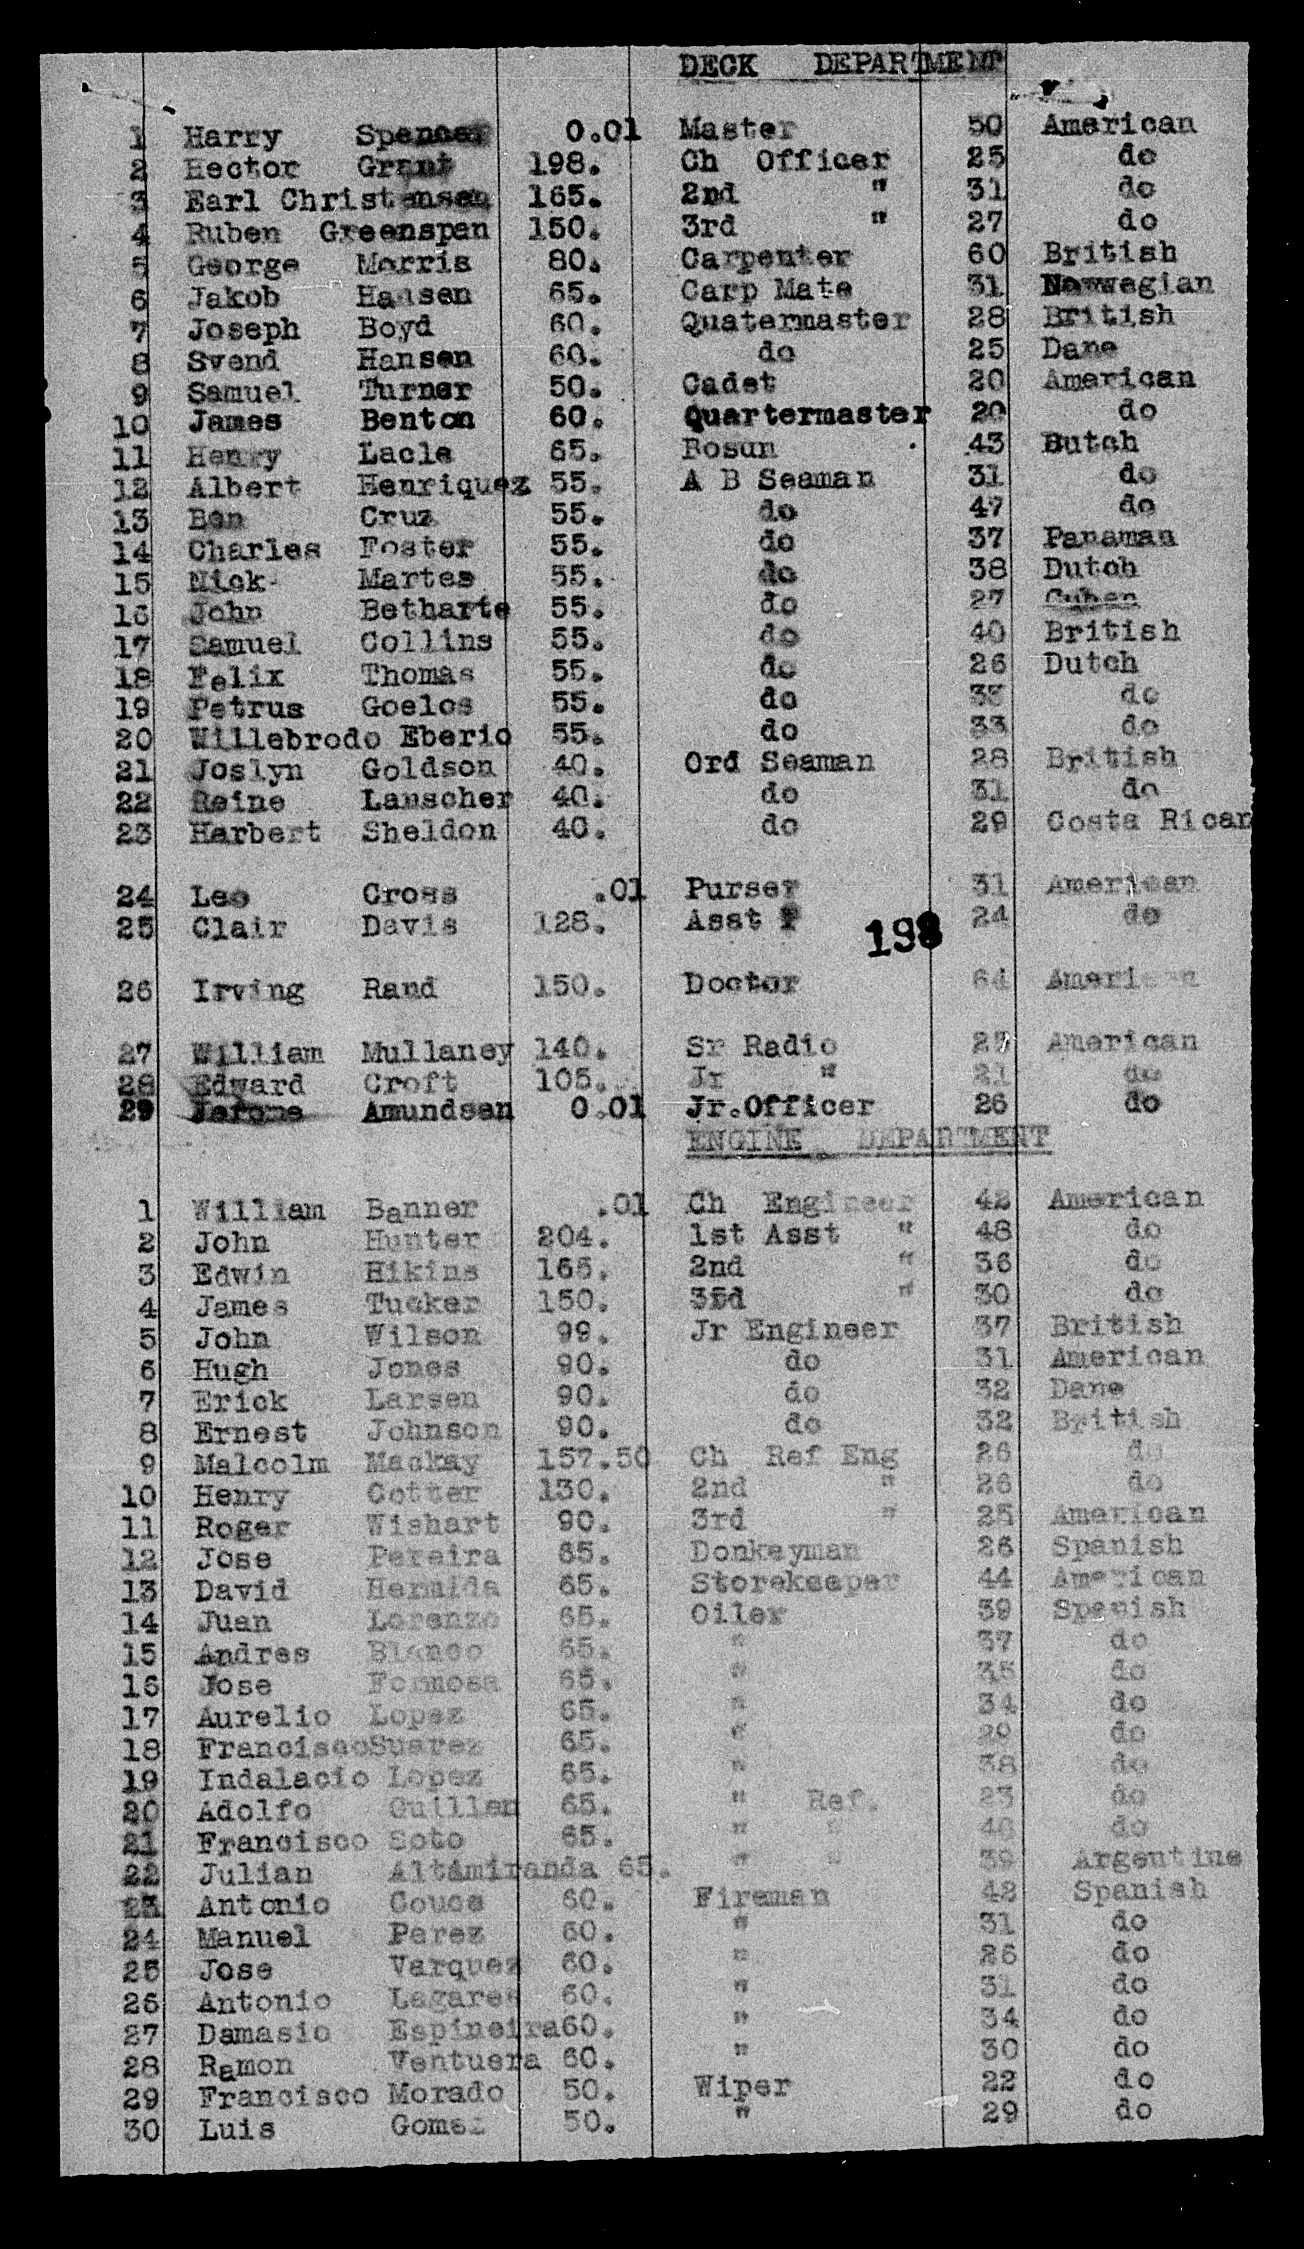 DECK DEPARTMENT
1 Harry Spencer 0.01 Master 50 American
2 Hector Grant 198. Ch Officer 25 do
3 Earl Christensen 165. 2nd " 31 do
4 Ruben Greenspan 150. 3rd " 27 do
5 George Morris 80. Carpenter 60 British
6 Jakob Hansen 65. Carp Mate 31 Norwegian
7 Joseph Boyd 60. Quatermaster 28 British
8 Svend Hansen 60. do 25 Dane
9 Samuel Turner 50. Cadet 20 American
10 James Benton 60. Quartermaster 20 do
11 Henry Lacle 65. Bosun 43 Dutch
12 Albert Henriquez 55. A B Seaman 31 do
13 Ben Cruz 55. do 47 do
14 Charles Foster 55. do 37 Panaman
15 Nick Martes 55. do 38 Dutch
16 John Betharte 55. do 27 Cuban
17 Samuel Collins 55. do 40 British
18 Felix Thomas 55. do 26 Dutch
19 Petrus Goelos 55. do do
20 Willebrodo Eberio 55. do 33 do
21 Joslyn Goldson 40. Ord Seaman 28 British
22 Reine Lanscher 40. do 31 do
23 Harbert Sheldon 40. do 29 Costa Rican
24 Leo Cross .01 Purser 31 American
25 Clair Davis 128. Asst P 24 do
198
26 Irving Rand 150. Doctor 64 American
27 William Mullaney 140. Sr Radio American
28 Edward Croft 105. Jr " 21 do
29 Jerome Amundsen 0.01 Jr.Officer 26 do
ENGINE DEPARTMENT
1 William Banner .01 Ch Engineer 42 American
2 John Hunter 204. 1st Asst " 48 do
3 Edwin Hikins 165. 2nd " 36 do
4 James Tucker 150. 3rd " 30 do
5 John Wilson 99. Jr Engineer 37 British
6 Hugh Jones 90. do 31 American
7 Erick Larsen 90. do 32 Dane
8 Ernest Johnson 90. do 32 British
9 Malcolm Mackay 157.50 Ch Ref Eng 26 do
10 Henry Cotter 130. 2nd " 26 do
11 Roger Wishart 90. 3rd " 25 American
12 Jose Pereira 65. Donkeyman 26 Spanish
13 David Hermida 65. Storekeeper 44 American
14 Juan Lorenzo 65. Oiler 39 Spanish
15 Andres Blanco 65. " 37 do
16 Jose Formosa 65. " 35 do
17 Aurelio Lopez 65. " 34 do
18 FranciscoSuarez 65. " do
19 Indalacio Lopez 65. " 38 do
20 Adolfo Guillen 65. " Ref. 23 do
21 Francisco Soto 65. " " do
22 Julian Altamiranda 65. " " 39 Argentine
23 Antonio Couce 60. Fireman 42 Spanish
24 Manuel Perez 60. " 31 do
25 Jose Varquez 60. " 26 do
26 Antonio Lagares 60. " 31 do
27 Damasio Espineira60. " 34 do
28 Ramon Ventuera 60. " 30 do
29 Francisco Morado 50. Wiper 22 do
30 Luis Gomez 50. " 29 do